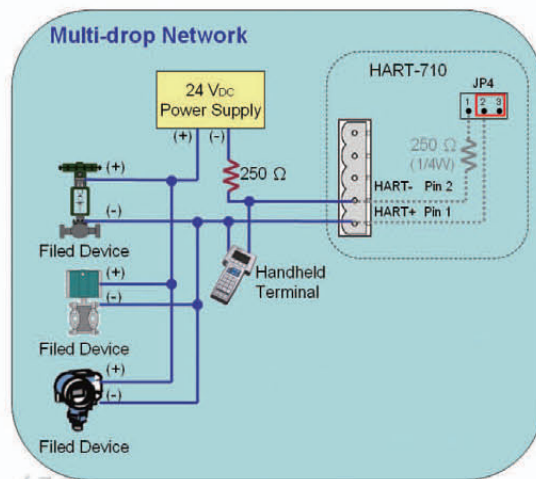 Multi-drop Network
HART-710
JP4
1 2 3
24 VDC
Power Supply
(+) (-)
250 Ω
250 Ω
(1/4W)
HART- Pin 2
HART+ Pin 1
(+)
(-)
Filed Device
Handheld
Terminal
(+)
(-)
Filed Device
(+)
(-)
Filed Device